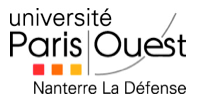 université
Paris Ouest
Nanterre La Défense